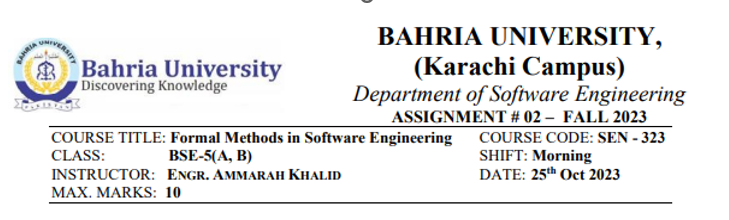 BAHRIA UNIVERSITY,
(Karachi Campus)
Bahria University
Discovering Knowledge
Department of Software Engineering
ASSIGNMENT # 02 – FALL 2023
COURSE TITLE: Formal Methods in Software Engineering COURSE CODE: SEN - 323
CLASS: BSE-5(A, B) SHIFT: Morning
INSTRUCTOR: ENGR. AMMARAH KHALID DATE: 25th Oct 2023
MAX. MARKS: 10